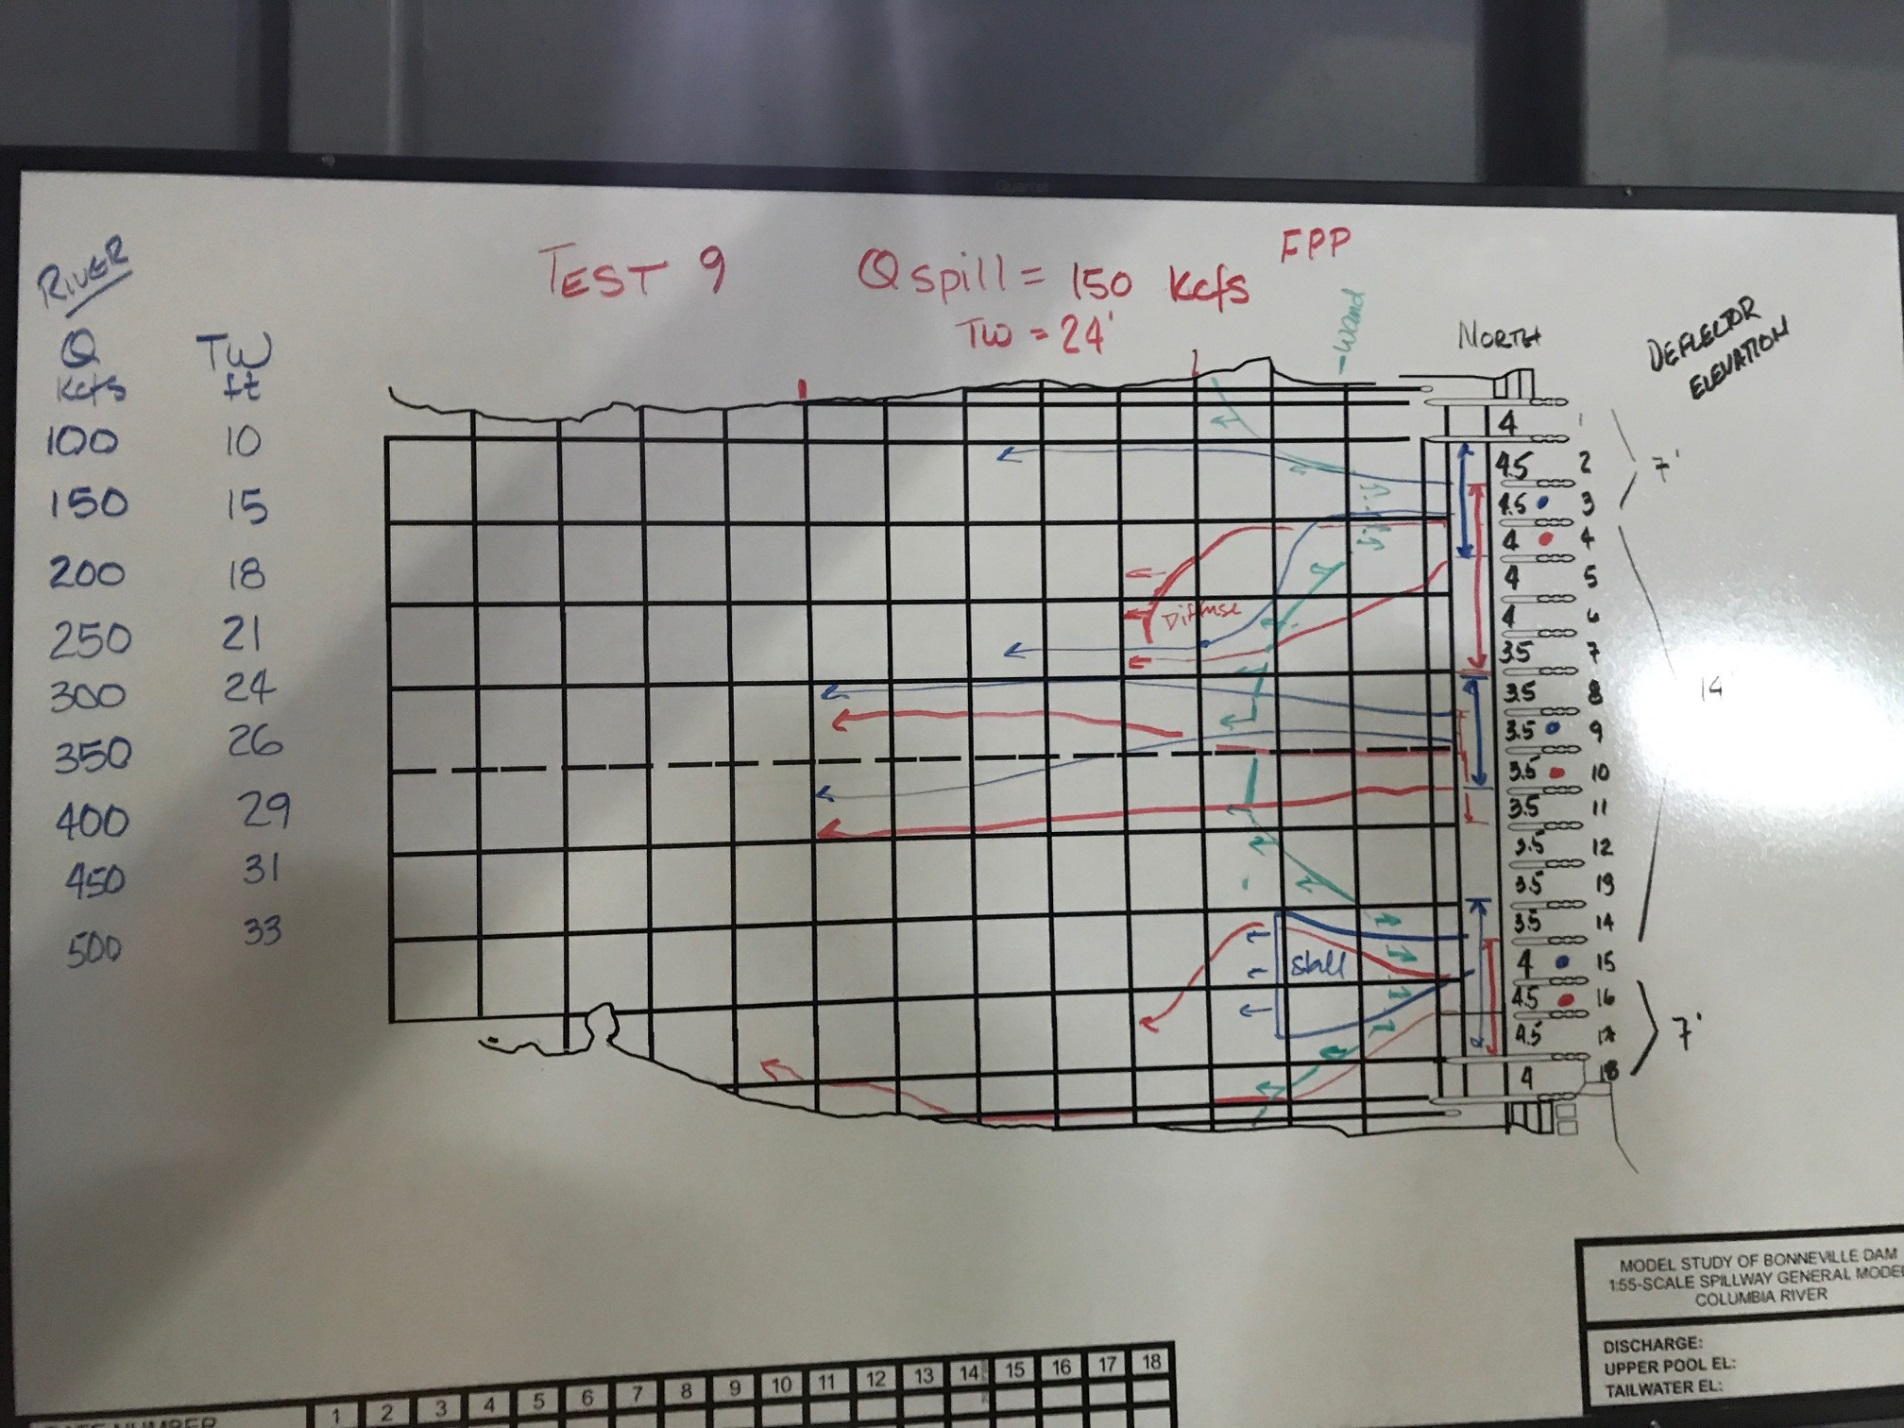 Quartet
RIVER
Q TW
Kcfs ft
100 10
150 15
200 18
250 21
300 24
350 26
400 29
450 31
500 33
TEST 9
Qspill = 150 Kcfs
FPP
TW = 24'
-wand
NORTH
DEFLECTOR
ELEVATION
4 1
4.5 2
4.5 3
4 4
4 5
4 6
3.5 7
3.5 8
3.5 9
3.5 10
3.5 11
3.5 12
3.5 13
3.5 14
4 15
4.5 16
4.5 17
4 18
7'
14
7'
Diffuse
stall
MODEL STUDY OF BONNEVILLE DAM
1:55-SCALE SPILLWAY GENERAL MODEL
COLUMBIA RIVER
DISCHARGE:
UPPER POOL EL:
TAILWATER EL:
GATE NUMBER 1 2 3 4 5 6 7 8 9 10 11 12 13 14 15 16 17 18